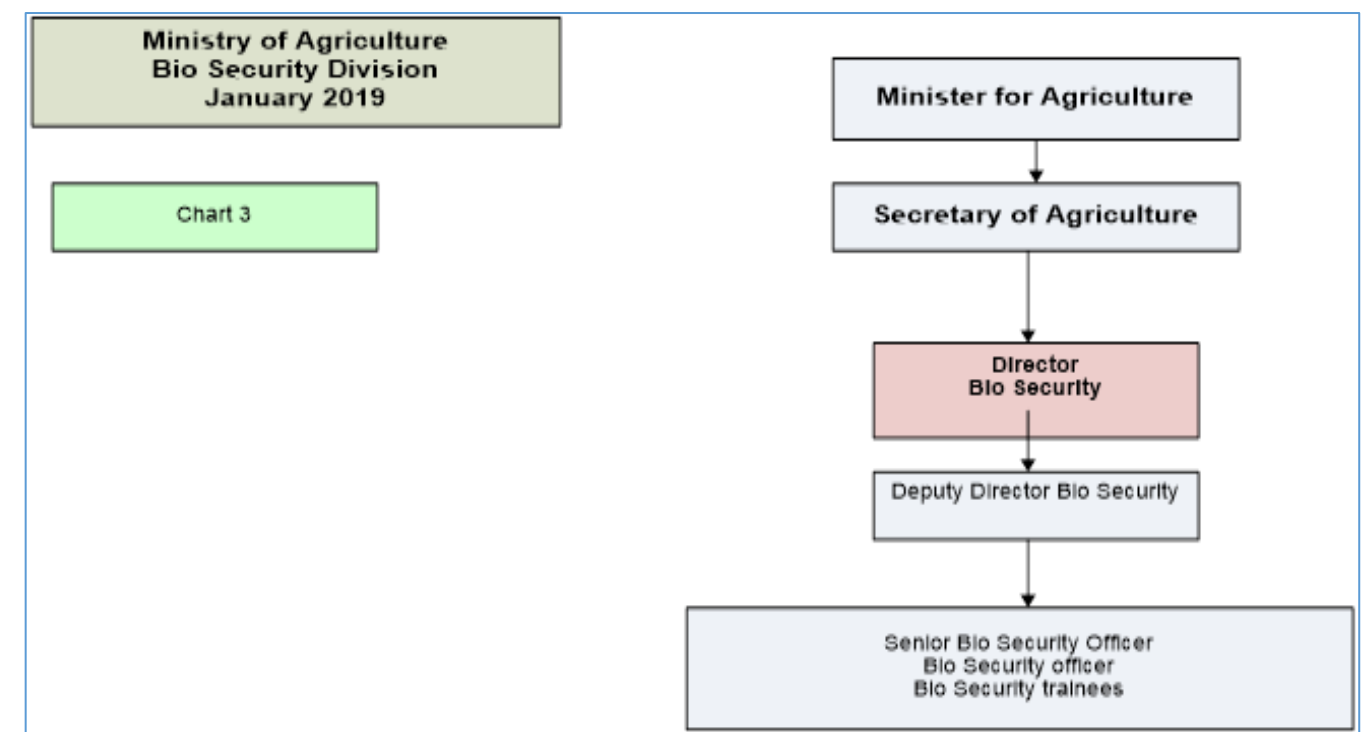 Ministry of Agriculture
Bio Security Division
January 2019
Minister for Agriculture
Chart 3
Secretary of Agriculture
Director
Bio Security
Deputy Director Bio Security
Senior Bio Security Officer
Bio Security officer
Bio Security trainees